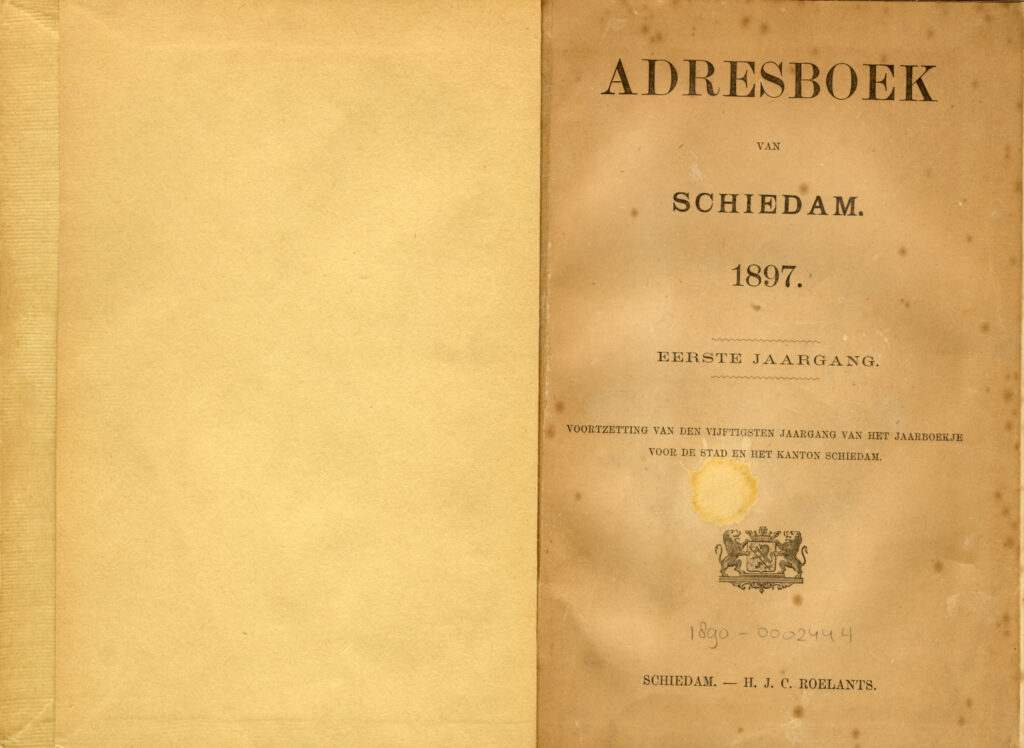 ADRESBOEK
VAN
SCHIEDAM.
1897.
EERSTE JAARGANG.
VOORTZETTING VAN DEN VIJFTIGSTEN JAARGANG VAN HET JAARBOEKJE
VOOR DE STAD EN HET KANTON SCHIEDAM.
1890-0002444
SCHIEDAM. — H. J. C. ROELANTS.